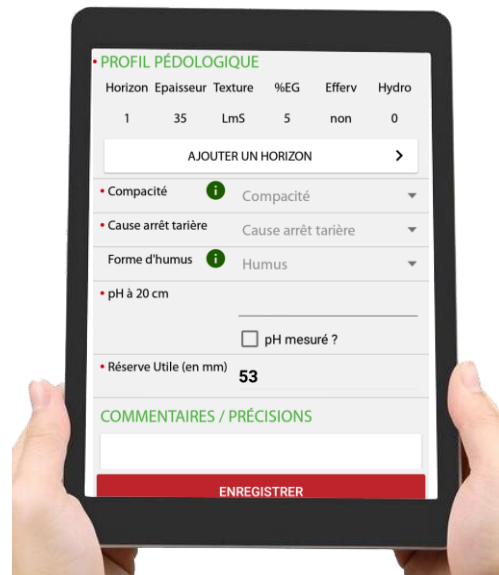 • PROFIL PÉDOLOGIQUE
Horizon Epaisseur Texture %EG Efferv Hydro
1 35 LmS 5 non 0
AJOUTER UN HORIZON >
• Compacité i Compacité
• Cause arrêt tarière Cause arrêt tarière
Forme d'humus i Humus
• pH à 20 cm
pH mesuré ?
• Réserve Utile (en mm) 53
COMMENTAIRES / PRÉCISIONS
ENREGISTRER